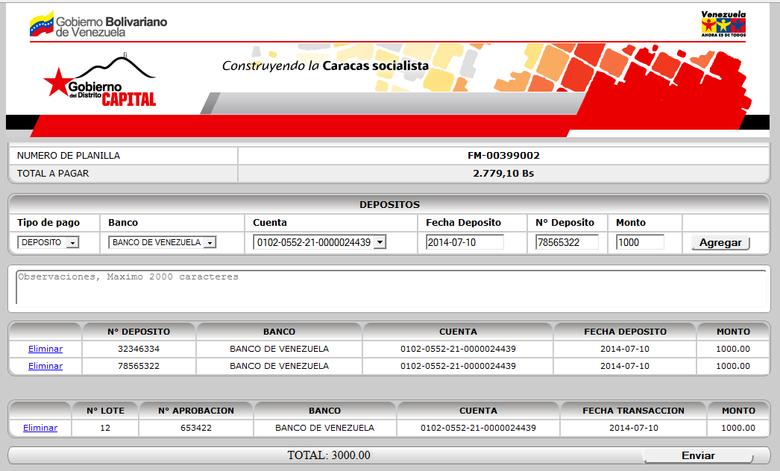 Gobierno Bolivariano
de Venezuela
Venezuela
AHORA ES DE TODOS
Construyendo la Caracas socialista
Gobierno
del Distrito CAPITAL
NUMERO DE PLANILLA FM-00399002
TOTAL A PAGAR 2.779,10 Bs
DEPOSITOS
Tipo de pago Banco Cuenta Fecha Deposito N° Deposito Monto
DEPOSITO BANCO DE VENEZUELA 0102-0552-21-0000024439 2014-07-10 78565322 1000 Agregar
Observaciones, Maximo 2000 caracteres
N° DEPOSITO BANCO CUENTA FECHA DEPOSITO MONTO
Eliminar 32346334 BANCO DE VENEZUELA 0102-0552-21-0000024439 2014-07-10 1000.00
Eliminar 78565322 BANCO DE VENEZUELA 0102-0552-21-0000024439 2014-07-10 1000.00
N° LOTE N° APROBACION BANCO CUENTA FECHA TRANSACCION MONTO
Eliminar 12 653422 BANCO DE VENEZUELA 0102-0552-21-0000024439 2014-07-10 1000.00
TOTAL: 3000.00 Enviar